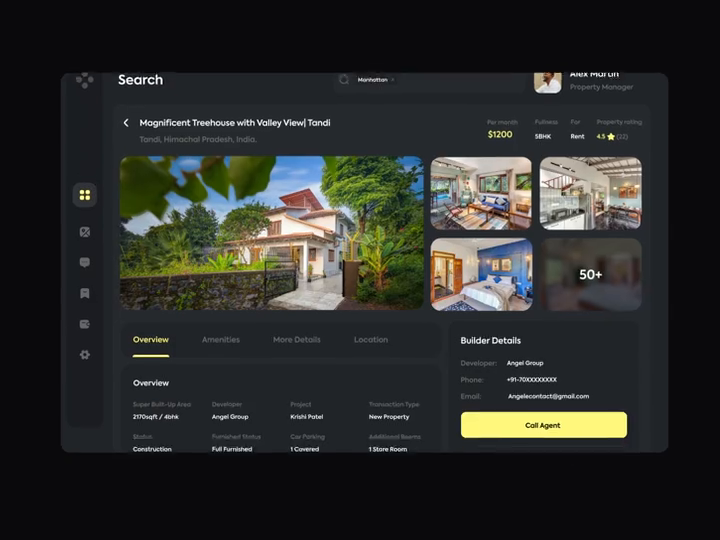 Search
Manhattan
Alex Martin
Property Manager
Magnificent Treehouse with Valley View| Tandi
Tandi, Himachal Pradesh, India.
Per month
$1200
Fullness
5BHK
For
Rent
Property rating
4.5 (32)
50+
Overview
Amenities
More Details
Location
Overview
Super Built-Up Area
2170sqft / 4bhk
Developer
Angel Group
Project
Krishi Patel
Transaction Type
New Property
Status
Construction
Furnished Status
Full Furnished
Car Parking
1 Covered
Additional Rooms
1 Store Room
Builder Details
Developer: Angel Group
Phone: +91-70XXXXXXXX
Email: Angelecontact@gmail.com
Call Agent